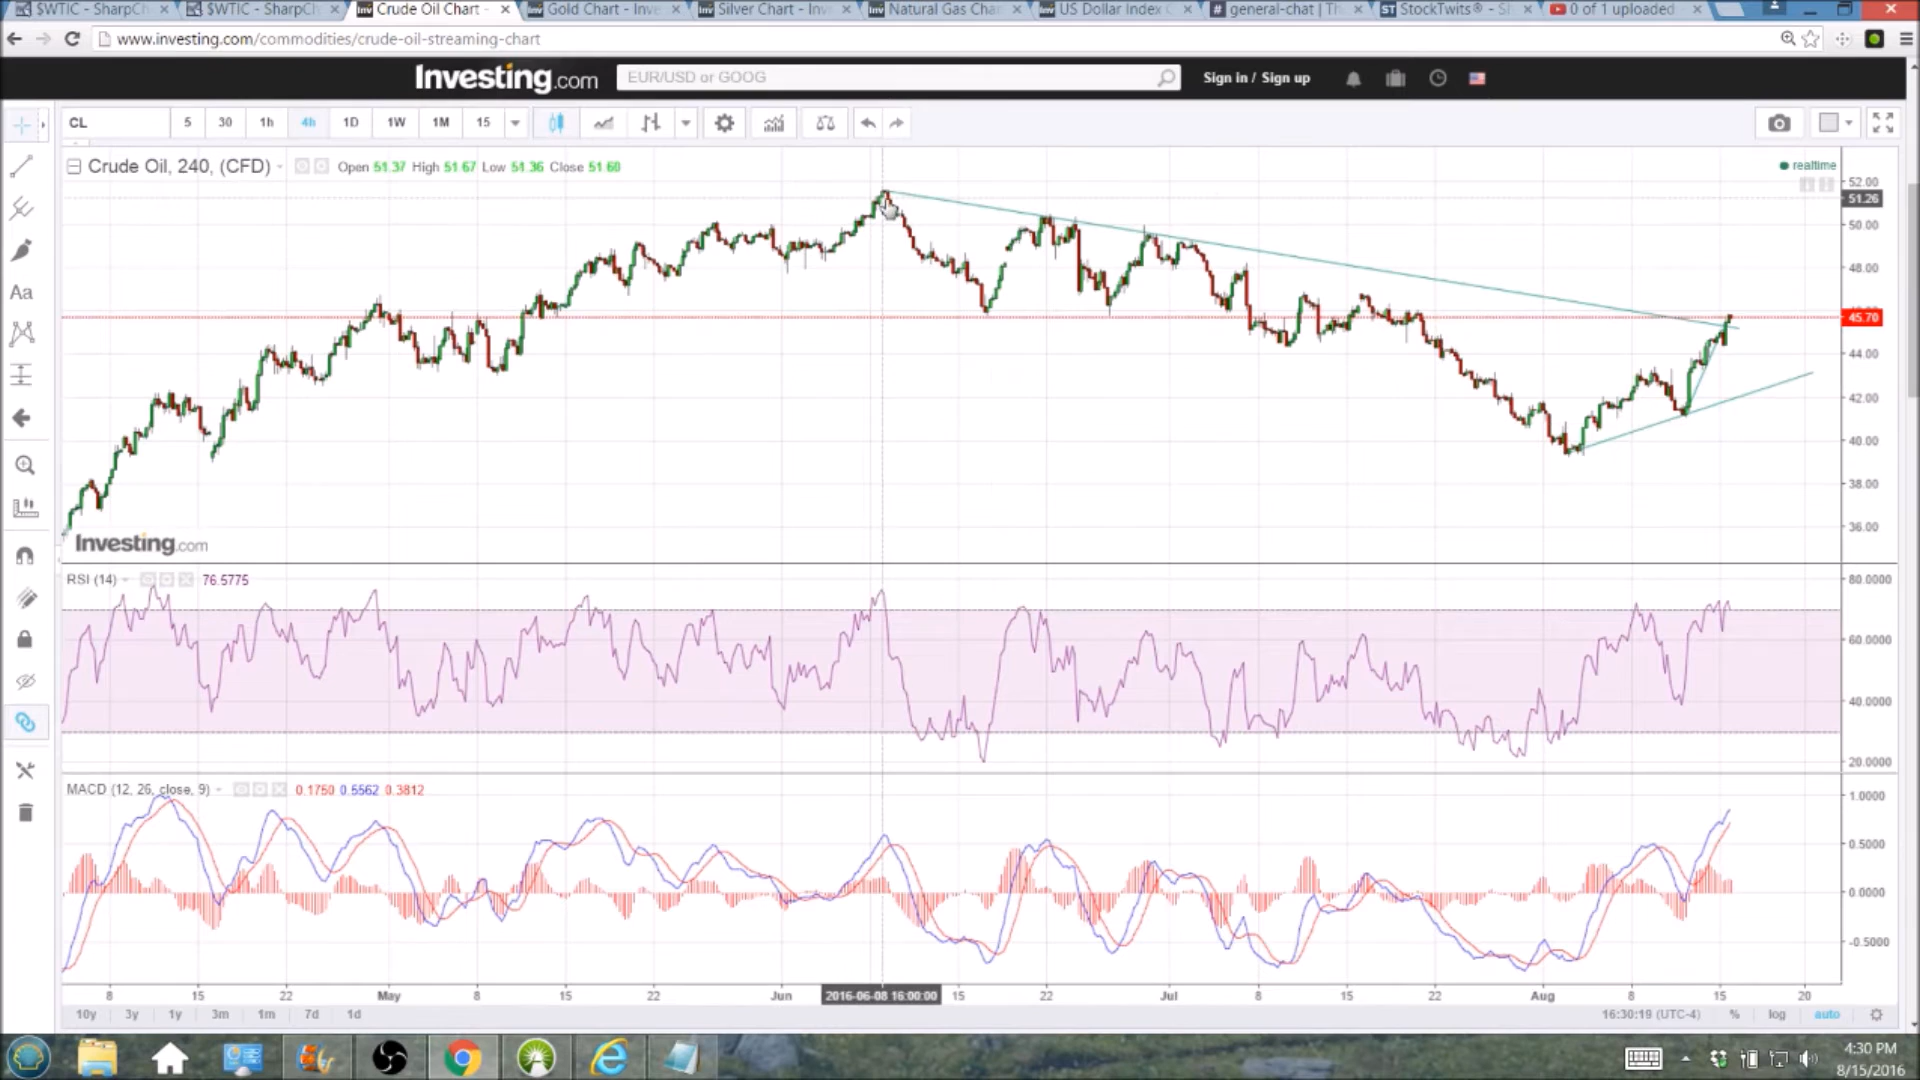 $WTIC - SharpCh
$WTIC - SharpCh
Crude Oil Chart -
Gold Chart - Inve
Silver Chart - Inv
Natural Gas Cha
US Dollar Index C
general-chat | Th
StockTwits® - S
0 of 1 uploaded
www.investing.com/commodities/crude-oil-streaming-chart
Investing.com
EUR/USD or GOOG
Sign in / Sign up
CL
5
30
1h
4h
1D
1W
1M
15
Crude Oil, 240, (CFD)
Open 51.37 High 51.67 Low 51.36 Close 51.60
realtime
52.00
51.26
50.00
48.00
45.70
44.00
42.00
40.00
38.00
36.00
Aa
Investing.com
RSI (14)
76.5775
80.0000
60.0000
40.0000
20.0000
MACD (12, 26, close, 9)
0.1750 0.5562 0.3812
1.0000
0.5000
0.0000
-0.5000
8
15
22
May
8
15
22
Jun
2016-06-08 16:00:00
15
22
Jul
8
15
22
Aug
8
15
20
10y
3y
1y
3m
1m
7d
1d
16:30:19 (UTC-4)
%
log
auto
4:30 PM
8/15/2016